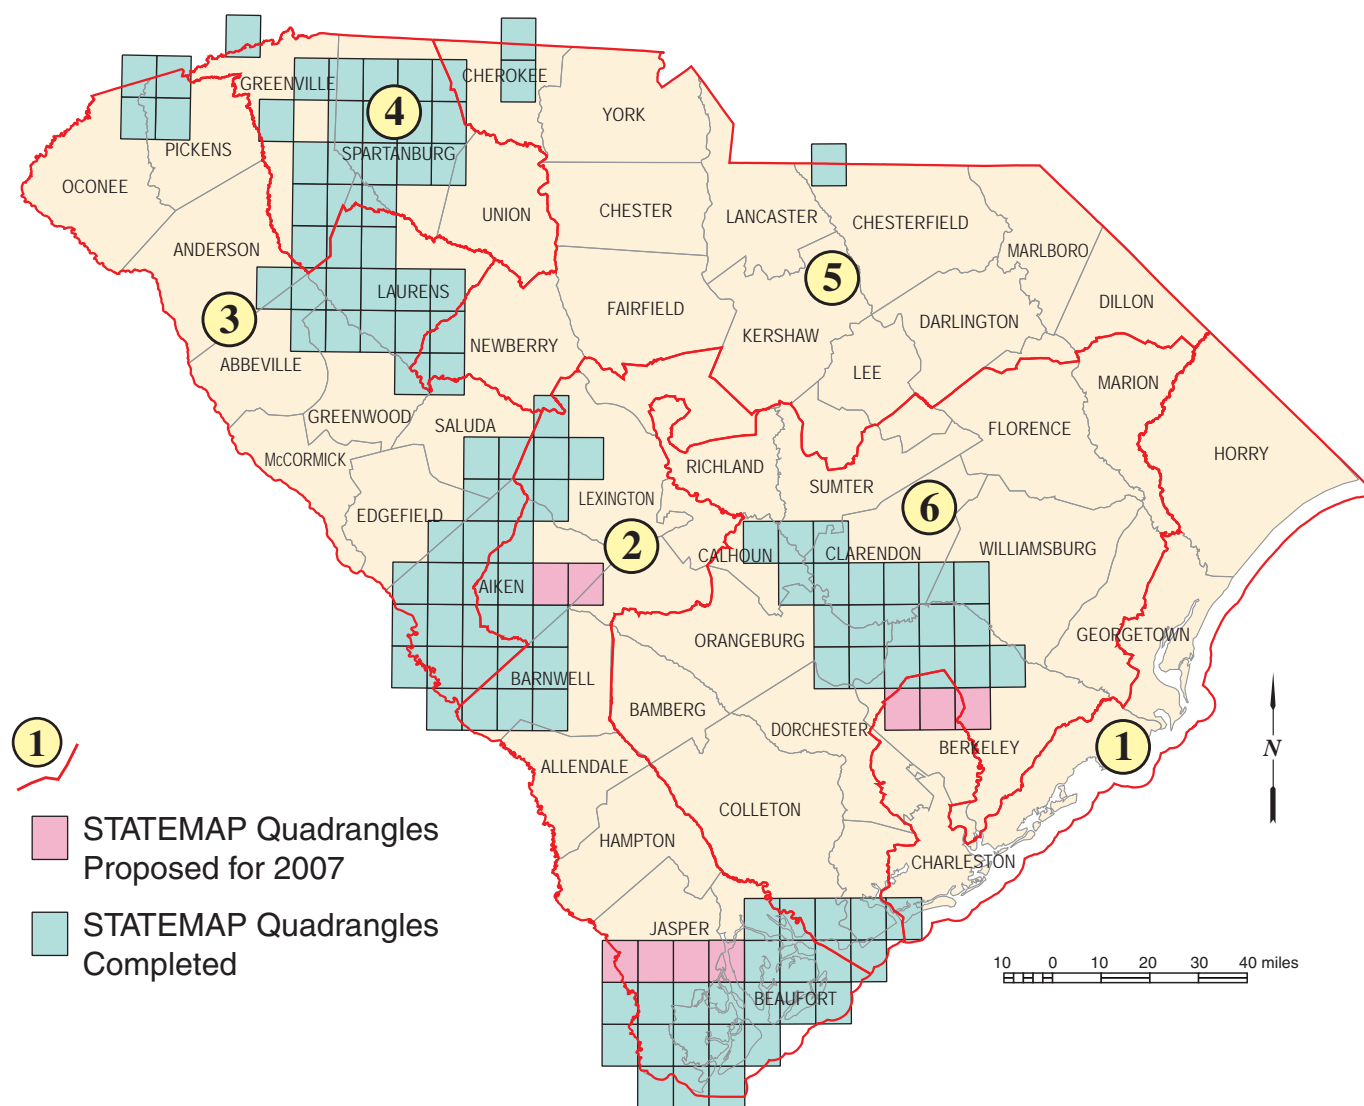 CHEROKEE
GREENVILLE
4
YORK
PICKENS
SPARTANBURG
OCONEE
UNION
CHESTER
LANCASTER
CHESTERFIELD
ANDERSON
MARLBORO
5
LAURENS
DILLON
3
FAIRFIELD
DARLINGTON
KERSHAW
NEWBERRY
ABBEVILLE
LEE
MARION
GREENWOOD
SALUDA
FLORENCE
HORRY
McCORMICK
RICHLAND
SUMTER
LEXINGTON
6
EDGEFIELD
2
CALHOUN
CLARENDON
WILLIAMSBURG
AIKEN
ORANGEBURG
GEORGETOWN
BARNWELL
BAMBERG
DORCHESTER
BERKELEY
1
N
1
ALLENDALE
COLLETON
STATEMAP Quadrangles
Proposed for 2007
HAMPTON
CHARLESTON
STATEMAP Quadrangles
Completed
JASPER
10 0 10 20 30 40 miles
BEAUFORT